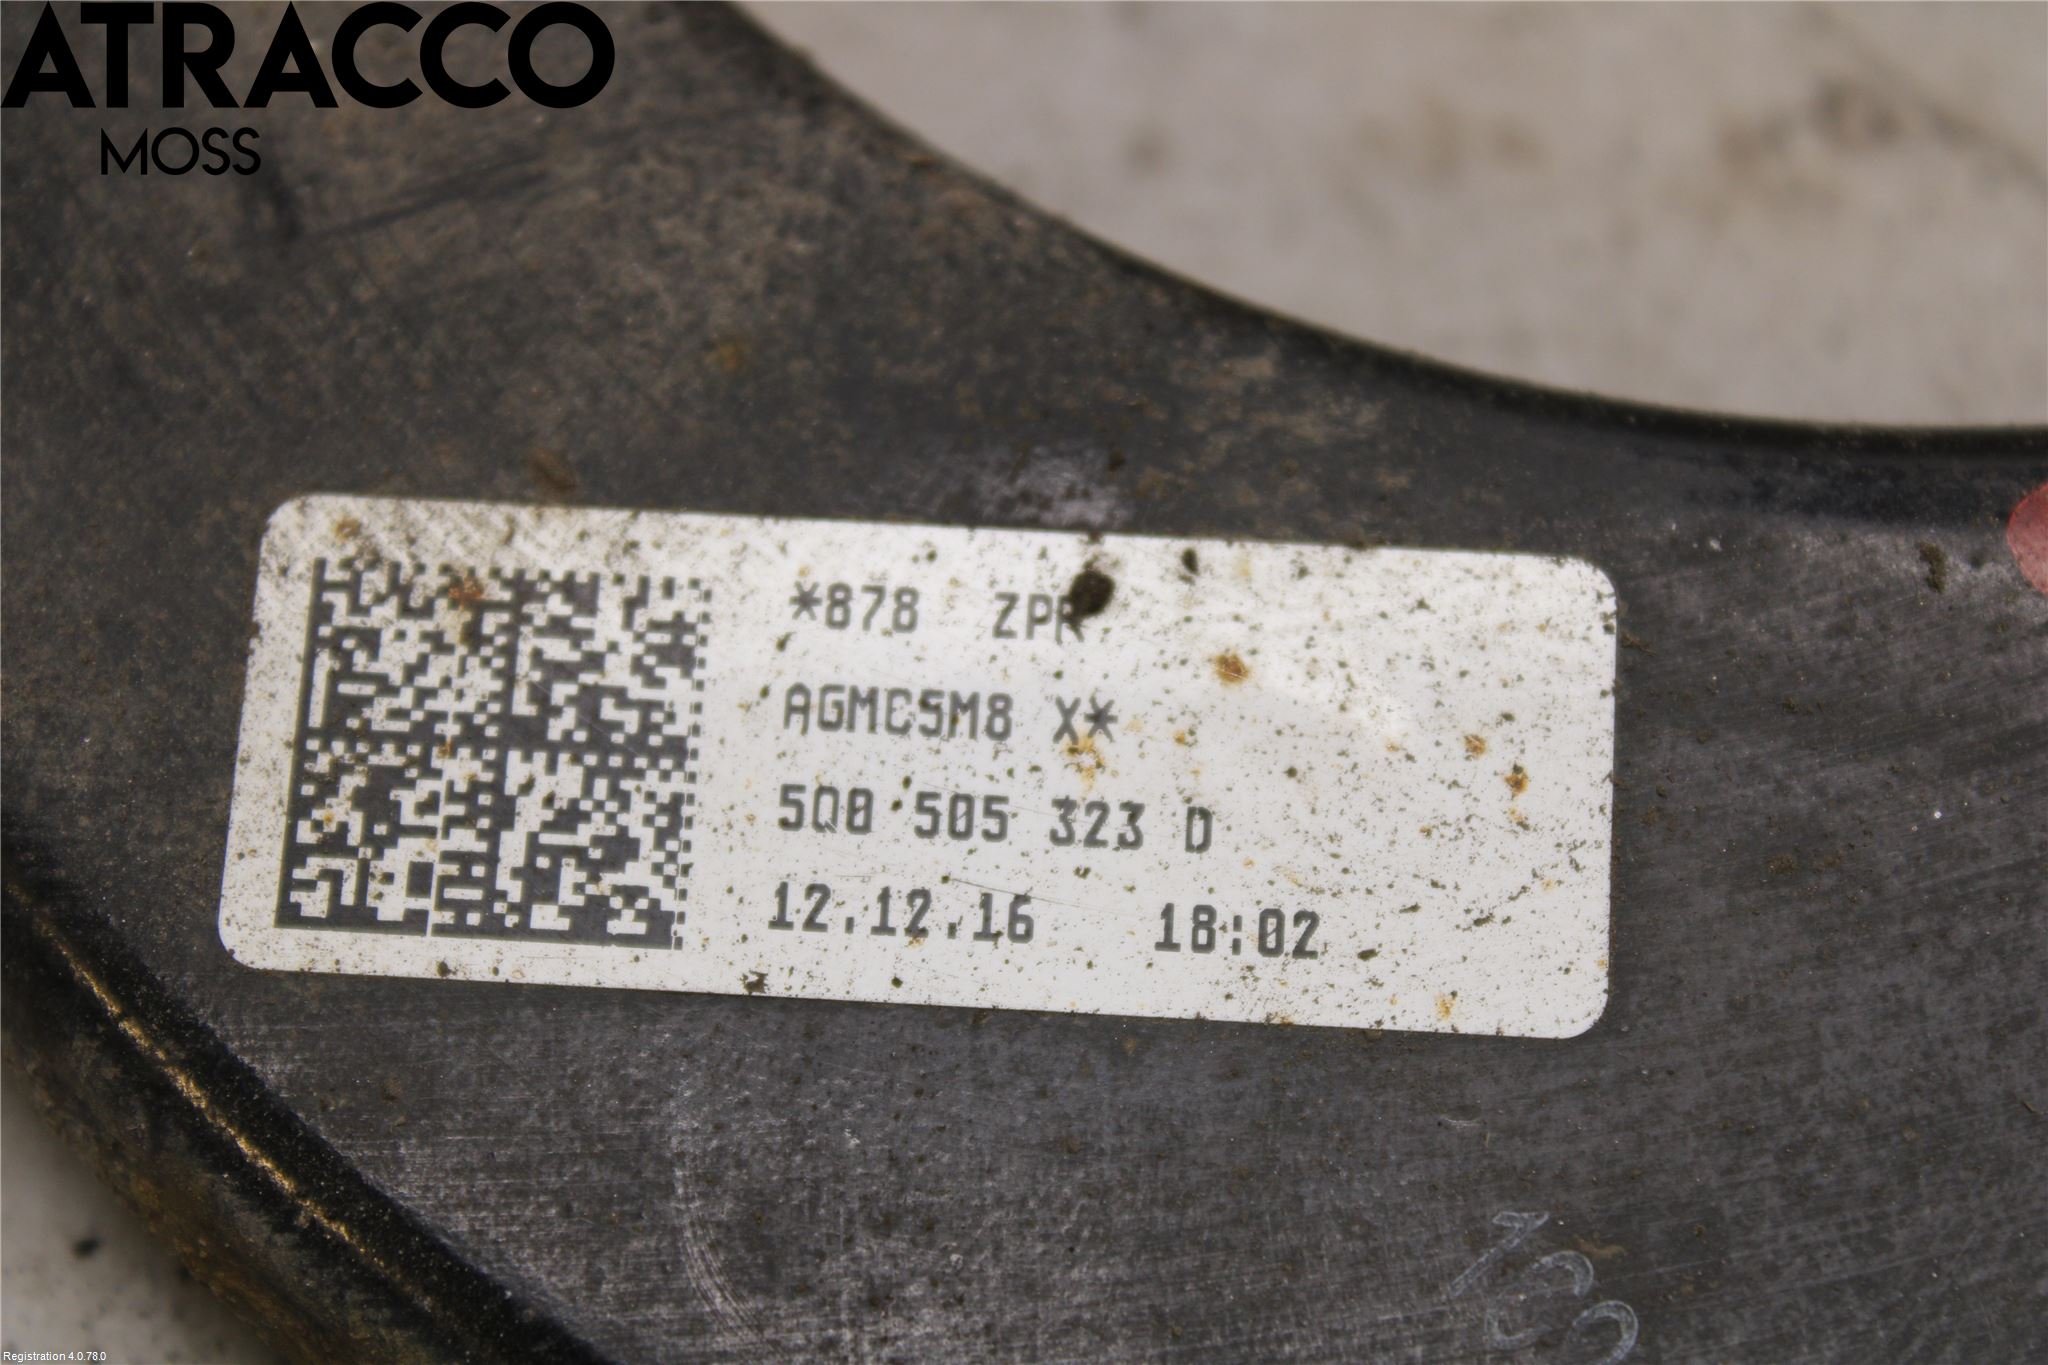 ATRACCO
MOSS
*878 ZPR
AGMC5M8 X*
5Q0 505 323 D
12.12.16 18:02
Registration 4.0.78.0